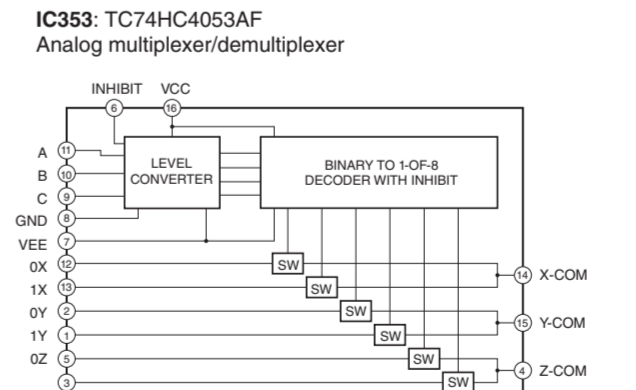 IC353: TC74HC4053AF
Analog multiplexer/demultiplexer
INHIBIT VCC
6 16
A 11
B 10
C 9
GND 8
VEE 7
LEVEL
CONVERTER
BINARY TO 1-OF-8
DECODER WITH INHIBIT
0X 12 SW
14 X-COM
1X 13 SW
0Y 2 SW
15 Y-COM
1Y 1 SW
0Z 5 SW
4 Z-COM
3 SW